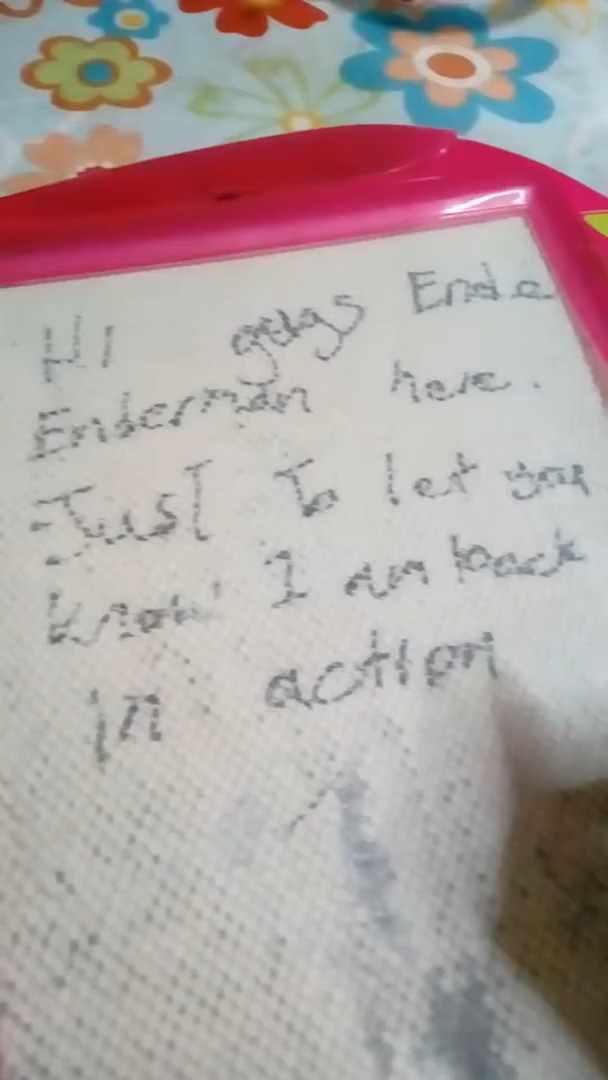 Hi guys Ende
Enderman here.
Just To let you
know I am back
in action